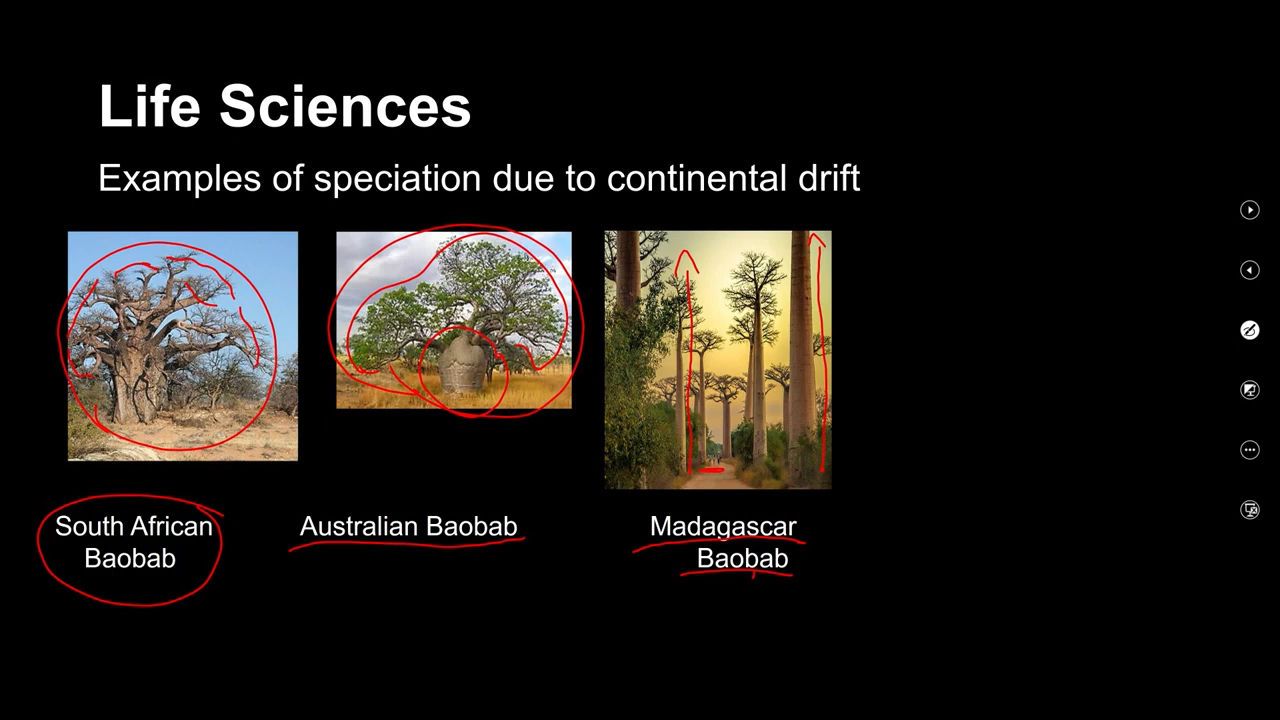 Life Sciences
Examples of speciation due to continental drift
South African
Baobab
Australian Baobab
Madagascar
Baobab